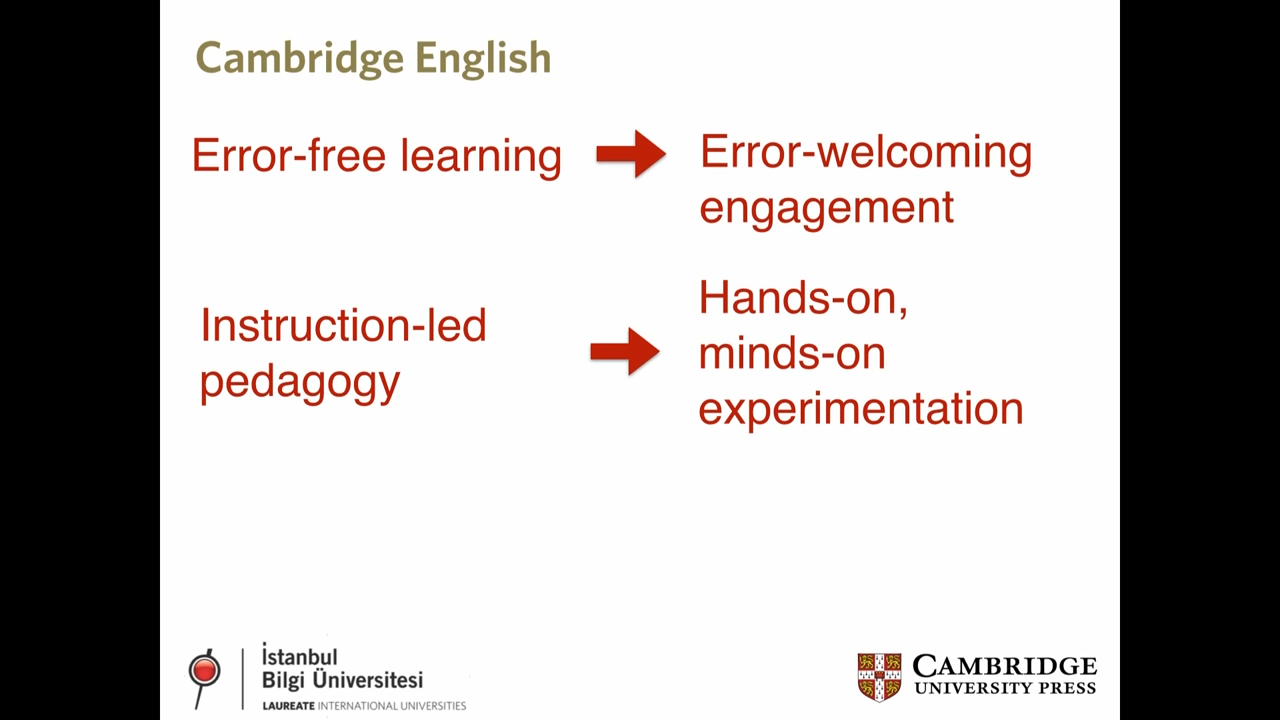 Cambridge English
Error-free learning
Error-welcoming
engagement
Instruction-led
pedagogy
Hands-on,
minds-on
experimentation
İstanbul
Bilgi Üniversitesi
LAUREATE INTERNATIONAL UNIVERSITIES
CAMBRIDGE
UNIVERSITY PRESS